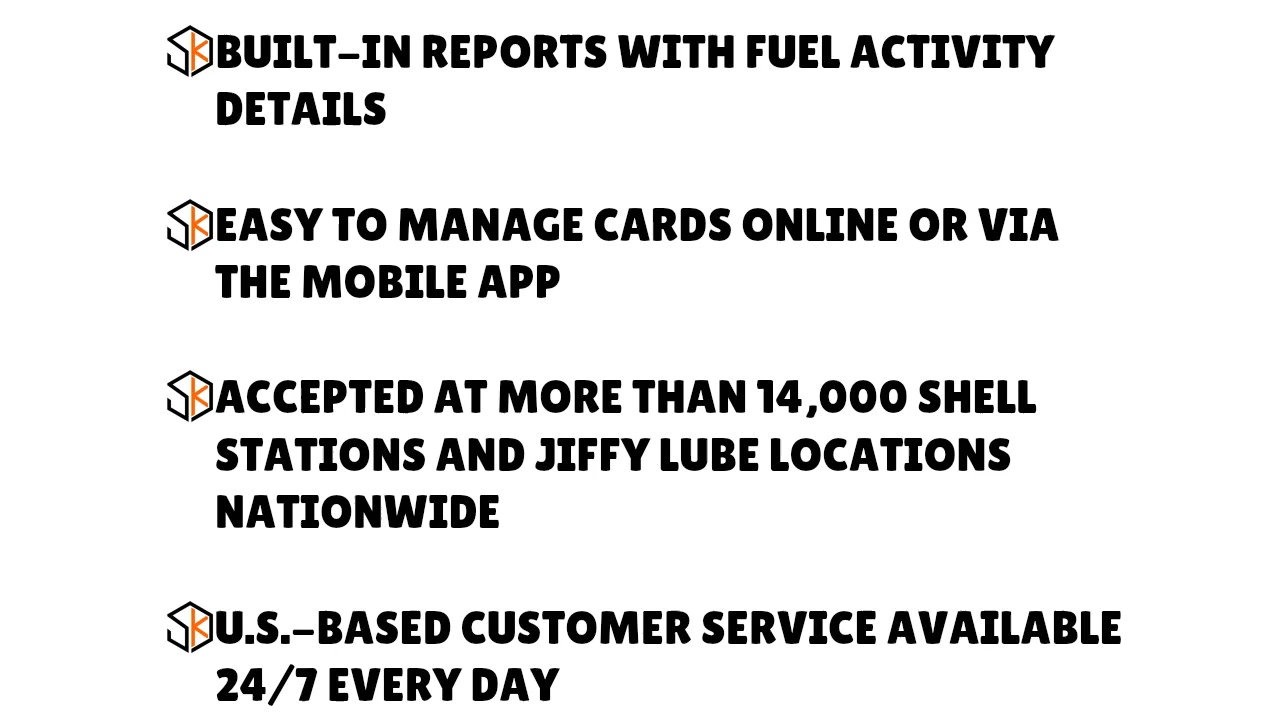 BUILT-IN REPORTS WITH FUEL ACTIVITY
DETAILS
EASY TO MANAGE CARDS ONLINE OR VIA
THE MOBILE APP
ACCEPTED AT MORE THAN 14,000 SHELL
STATIONS AND JIFFY LUBE LOCATIONS
NATIONWIDE
U.S.-BASED CUSTOMER SERVICE AVAILABLE
24/7 EVERY DAY